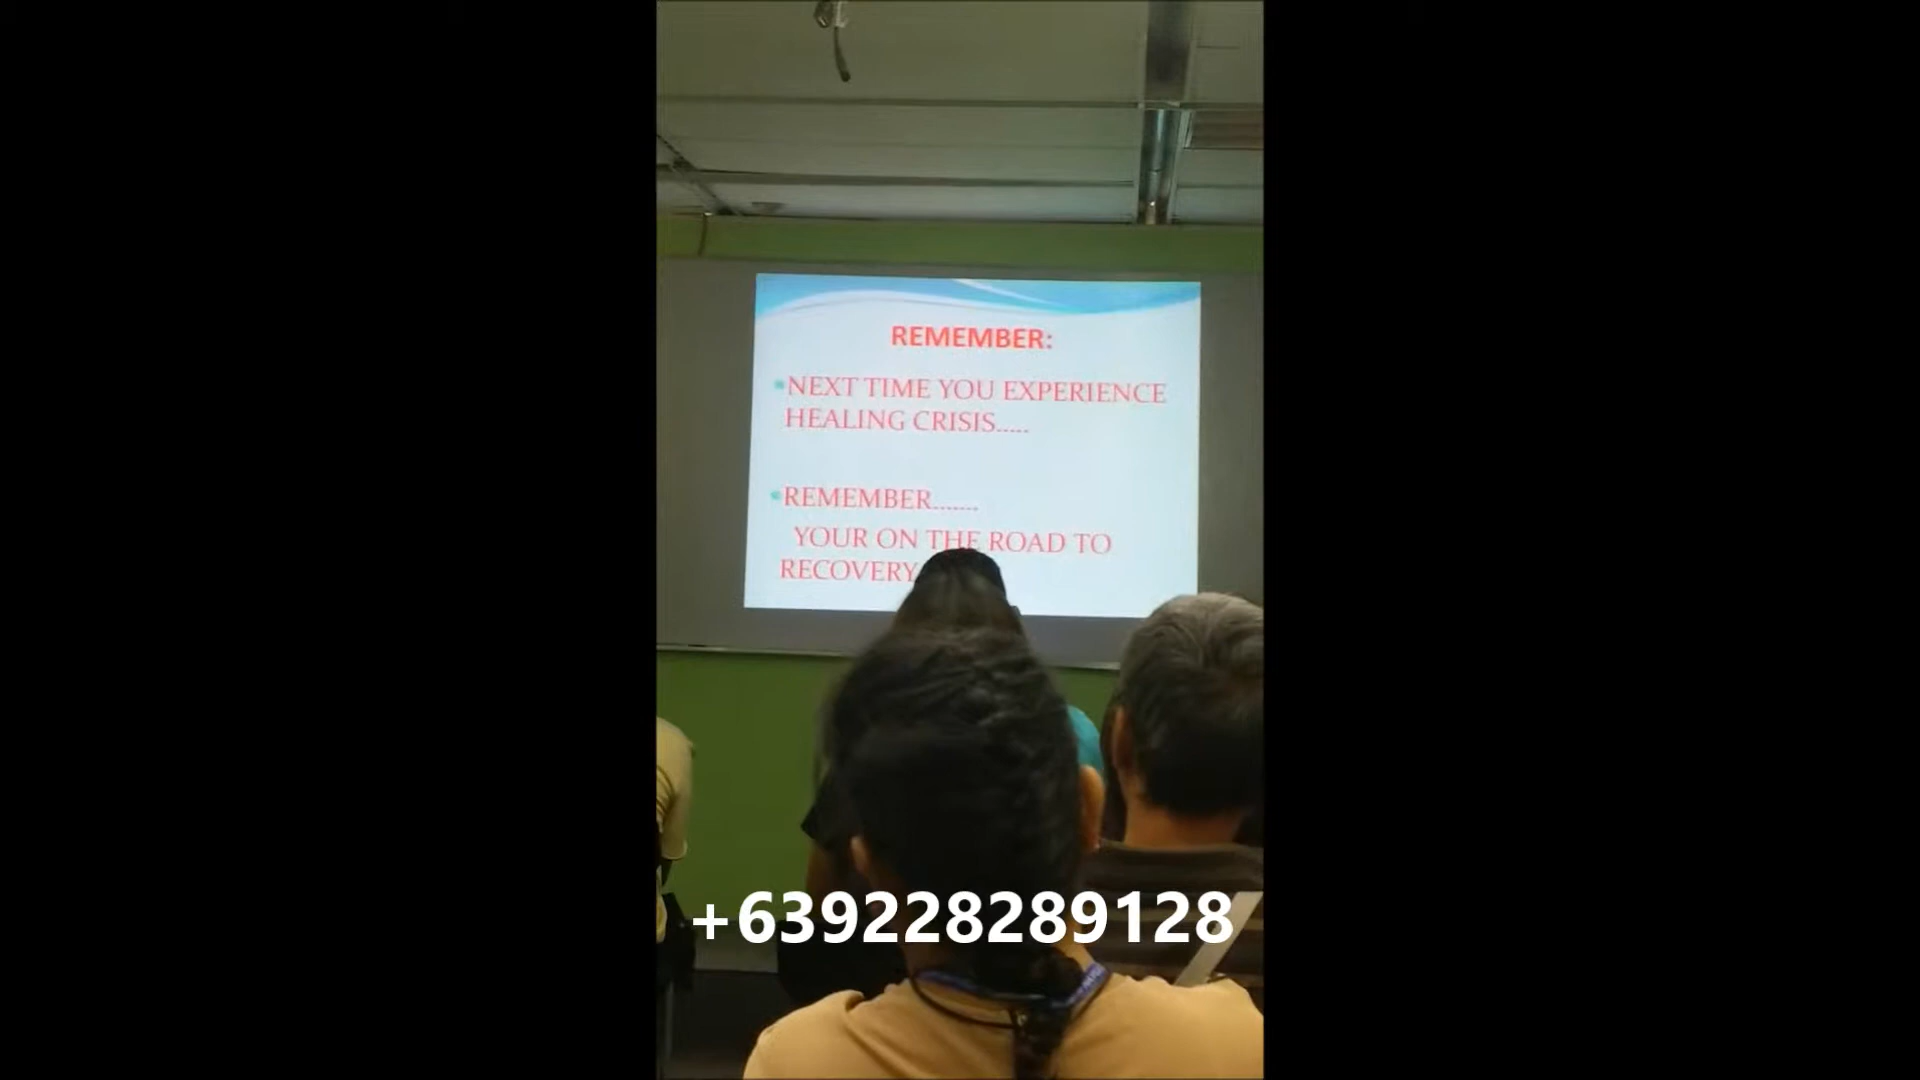 REMEMBER:
NEXT TIME YOU EXPERIENCE
HEALING CRISIS.....
REMEMBER.......
YOUR ON THE ROAD TO
RECOVERY
+639228289128